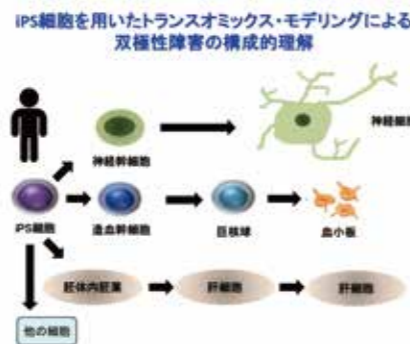 iPS細胞を用いたトランスオミックス・モデリングによる
双極性障害の構成的理解
神経幹細胞
神経細胞
iPS細胞
造血幹細胞
巨核球
血小板
胚体内胚葉
肝細胞
肝細胞
他の細胞